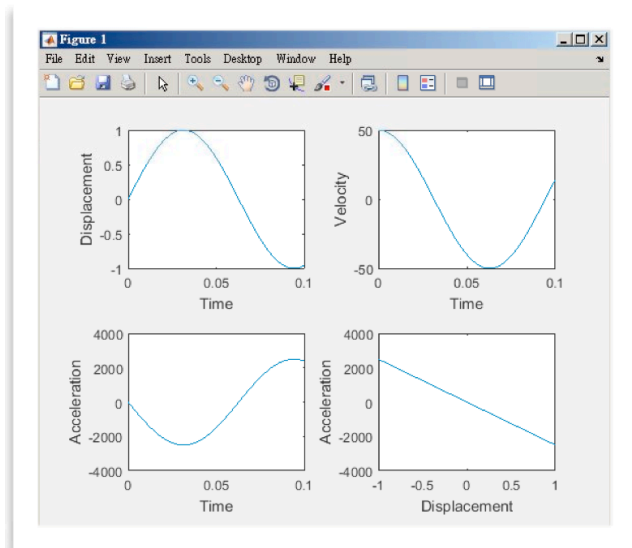 Figure 1
File Edit View Insert Tools Desktop Window Help
1
0.5
0
-0.5
-1
Displacement
0 0.05 0.1
Time
50
0
-50
Velocity
0 0.05 0.1
Time
4000
2000
0
-2000
-4000
Acceleration
0 0.05 0.1
Time
4000
2000
0
-2000
-4000
Acceleration
-1 -0.5 0 0.5 1
Displacement